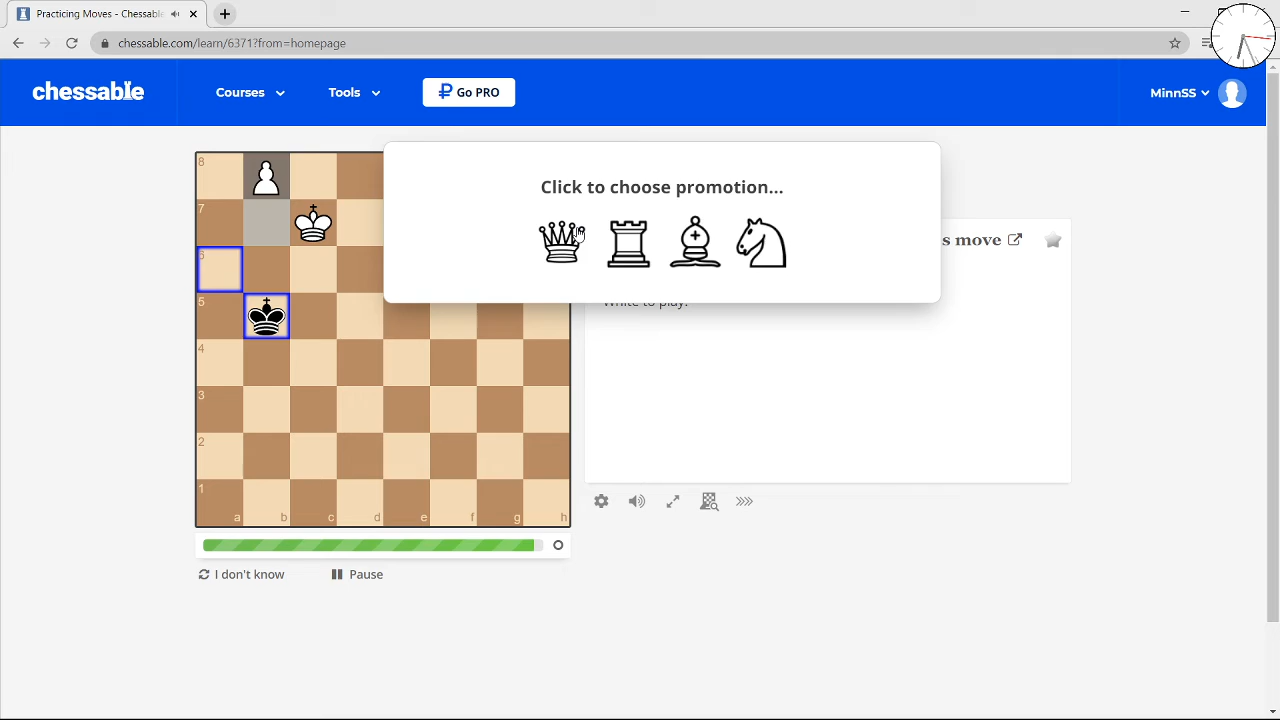 Practicing Moves - Chessable
chessable.com/learn/6371?from=homepage
chessable
Courses
Tools
Go PRO
MinnSS
Click to choose promotion...
s move
White to play.
8
7
6
5
4
3
2
1
a b c d e f g h
I don't know
Pause